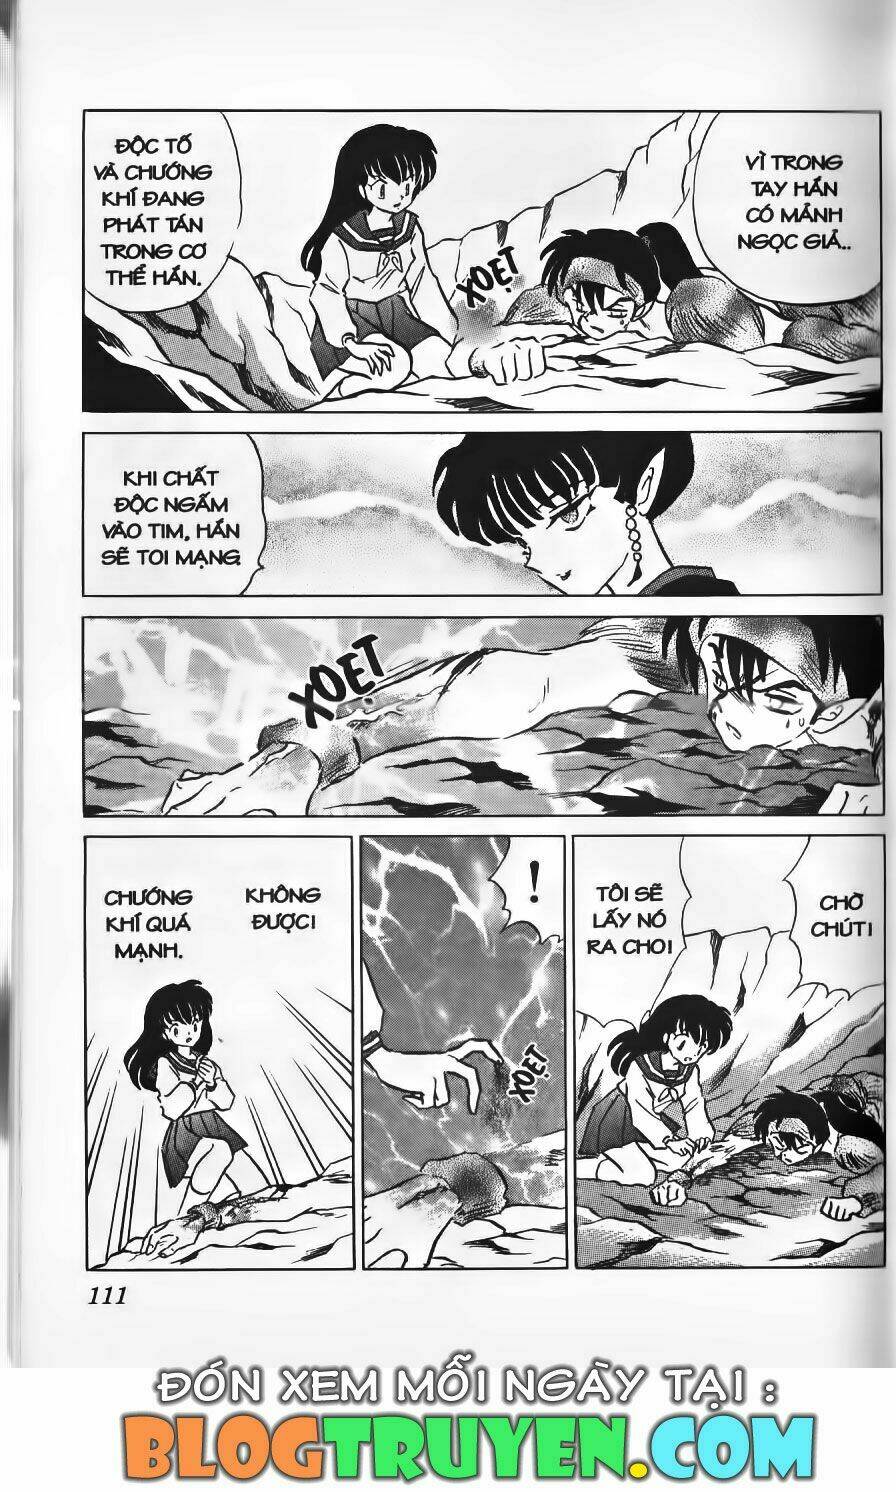 VÌ TRONG
TAY HẮN
CÓ MẢNH
NGỌC GIẢ..
XOẸT
ĐỘC TỐ
VÀ CHƯỚNG
KHÍ ĐANG
PHÁT TÁN
TRONG CƠ
THỂ HẮN.
KHI CHẤT
ĐỘC NGẤM
VÀO TIM, HẮN
SẼ TOI MẠNG.
XOẸT
CHỜ
CHÚT!
TÔI SẼ
LẤY NÓ
RA CHO!
!
XOẸT
KHÔNG
ĐƯỢC!
CHƯỚNG
KHÍ QUÁ
MẠNH.
111
ĐÓN XEM MỖI NGÀY TẠI :
BLOGTRUYEN.COM